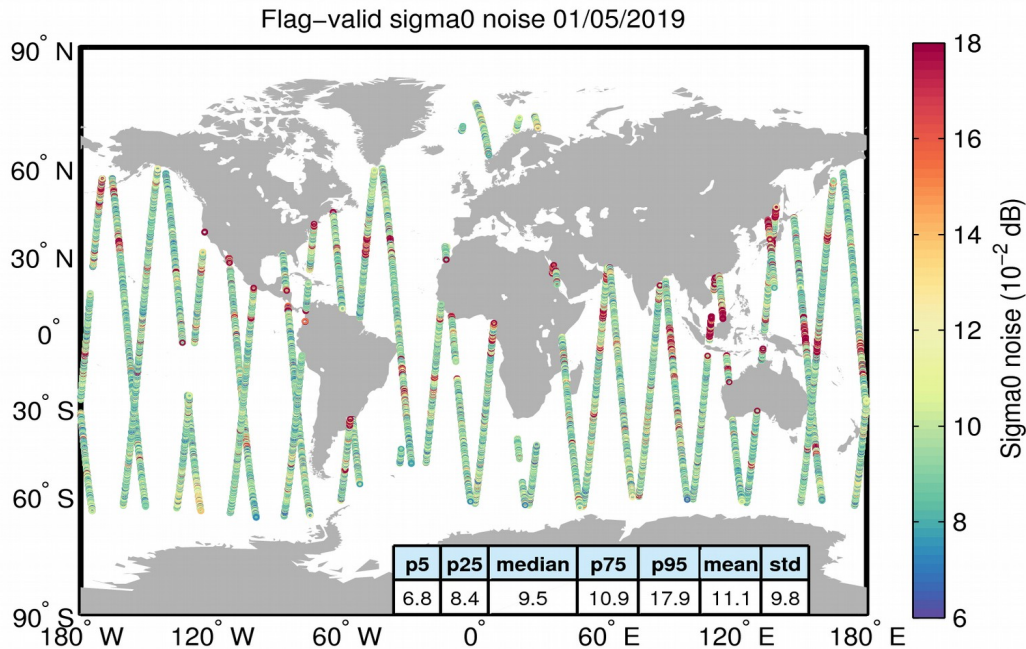 Flag−valid sigma0 noise 01/05/2019
90° N
60° N
30° N
0°
30° S
60° S
90° S
180° W
120° W
60° W
0°
60° E
120° E
180° E
p5 p25 median p75 p95 mean std
6.8 8.4 9.5 10.9 17.9 11.1 9.8
18
16
14
12
10
8
6
Sigma0 noise (10⁻² dB)